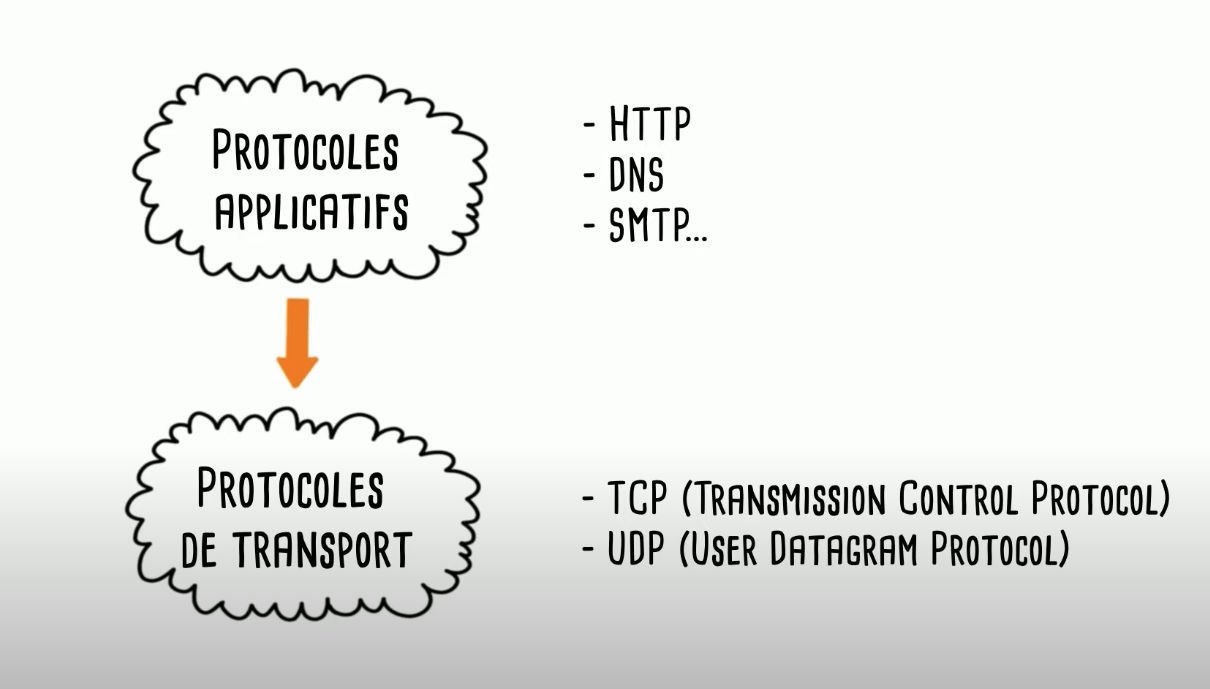 Protocoles
applicatifs
- HTTP
- DNS
- SMTP...
Protocoles
de transport
- TCP (Transmission Control Protocol)
- UDP (User Datagram Protocol)